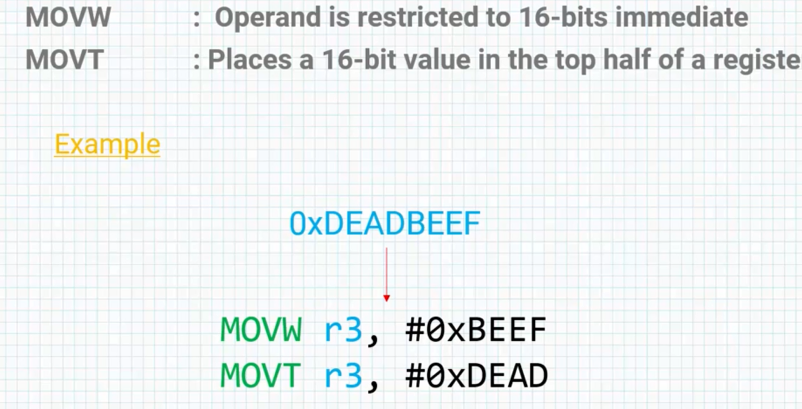 MOVW : Operand is restricted to 16-bits immediate
MOVT : Places a 16-bit value in the top half of a registe
Example
0xDEADBEEF
MOVW r3, #0xBEEF
MOVT r3, #0xDEAD